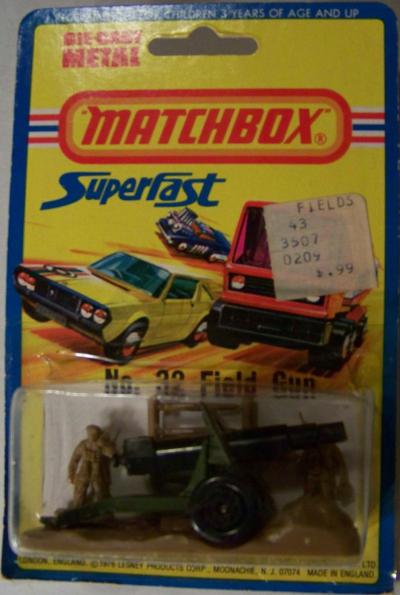 RECOMMENDED FOR CHILDREN 3 YEARS OF AGE AND UP
DIE-CAST
METAL
"MATCHBOX"®
Superfast
FIELDS
43
3507
0209
$.99
No. 32 Field Gun
LONDON, ENGLAND. © 1978 LESNEY PRODUCTS CORP., MOONACHIE, N. J. 07074 MADE IN ENGLAND
LTD